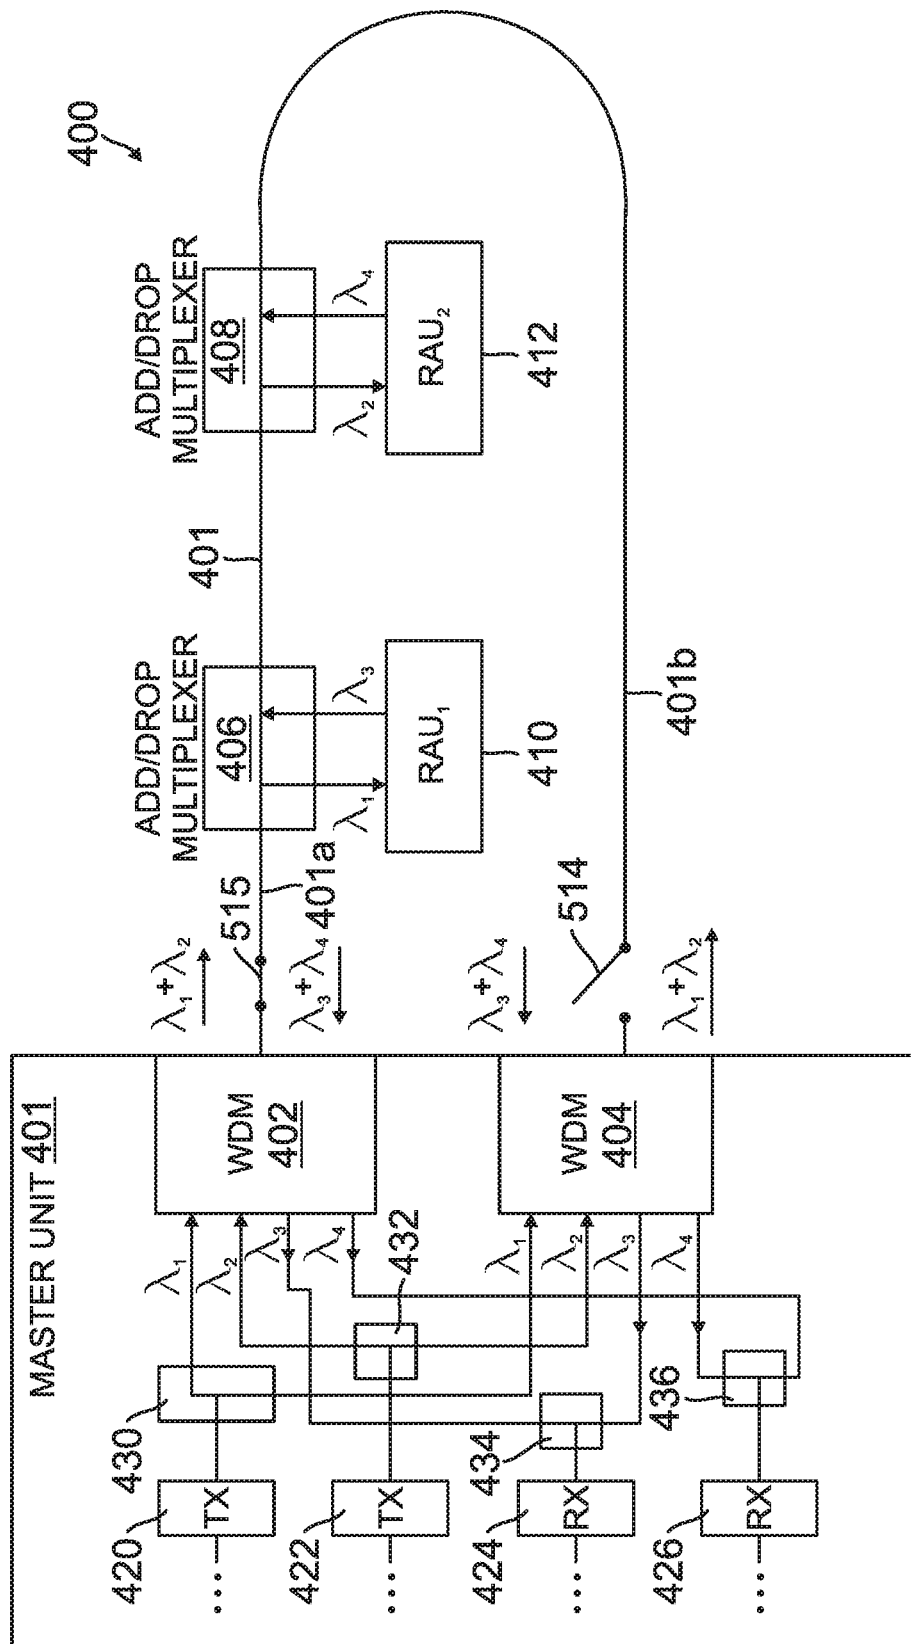 400
ADD/DROP
MULTIPLEXER
406
ADD/DROP
MULTIPLEXER
408
401
λ₁
λ₃
RAU₁
410
λ₂
λ₄
RAU₂
412
MASTER UNIT 401
WDM
402
λ₁+λ₂
515
λ₃+λ₄
401a
WDM
404
λ₃+λ₄
514
λ₁+λ₂
401b
λ₁
λ₂
λ₃
λ₄
λ₁
λ₂
λ₃
λ₄
430
432
434
436
... TX
420
... TX
422
... RX
424
... RX
426